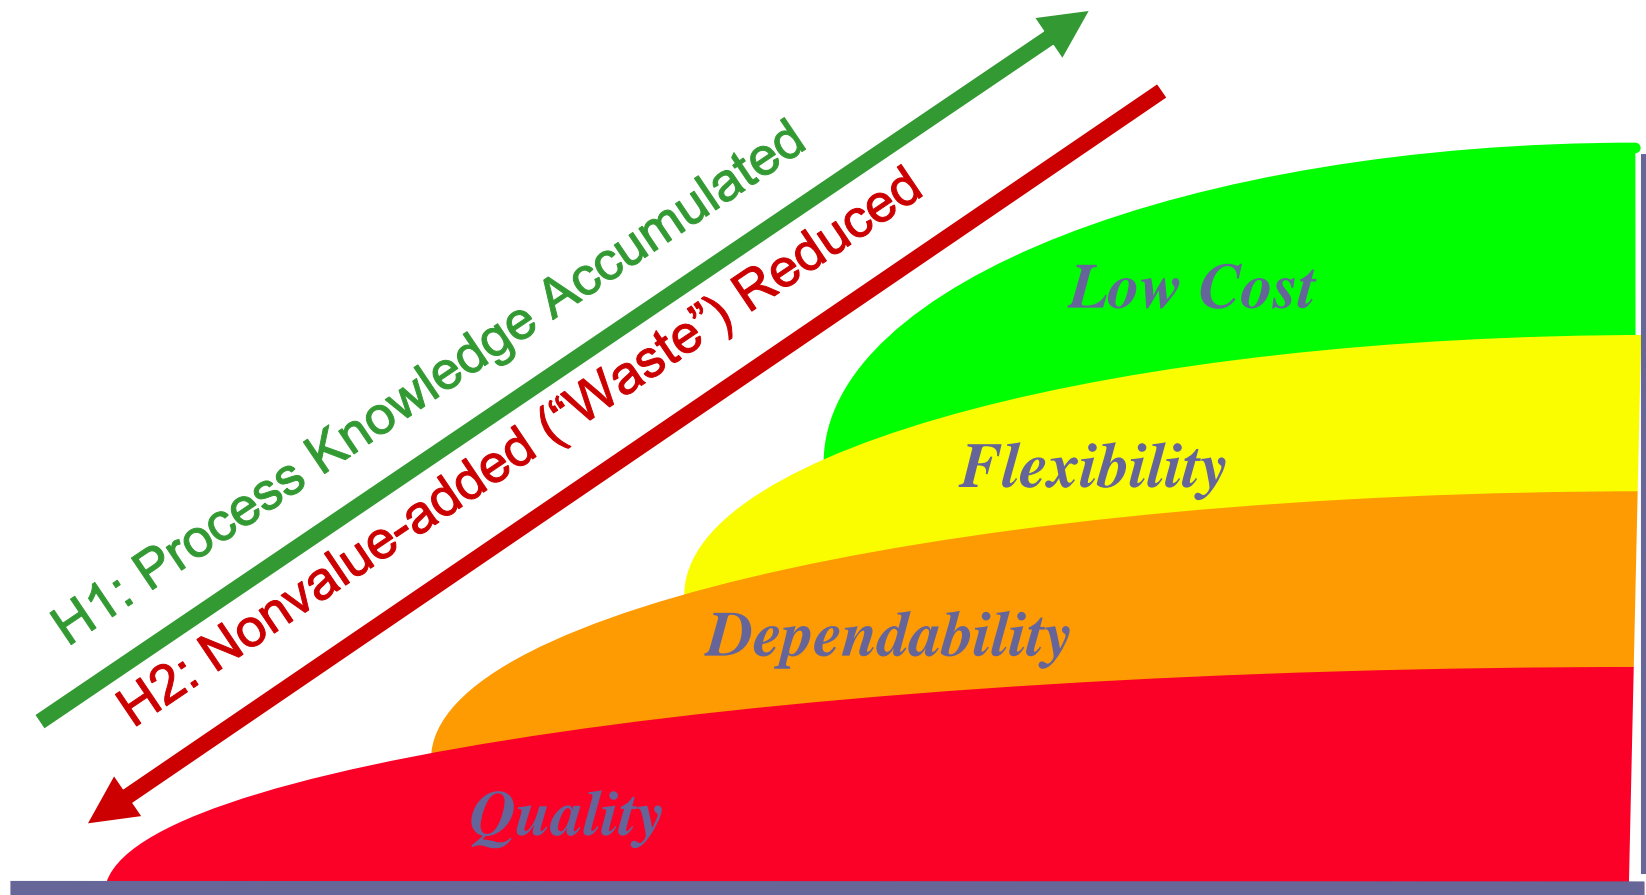 H1: Process Knowledge Accumulated
H2: Nonvalue-added (“Waste”) Reduced
Low Cost
Flexibility
Dependability
Quality